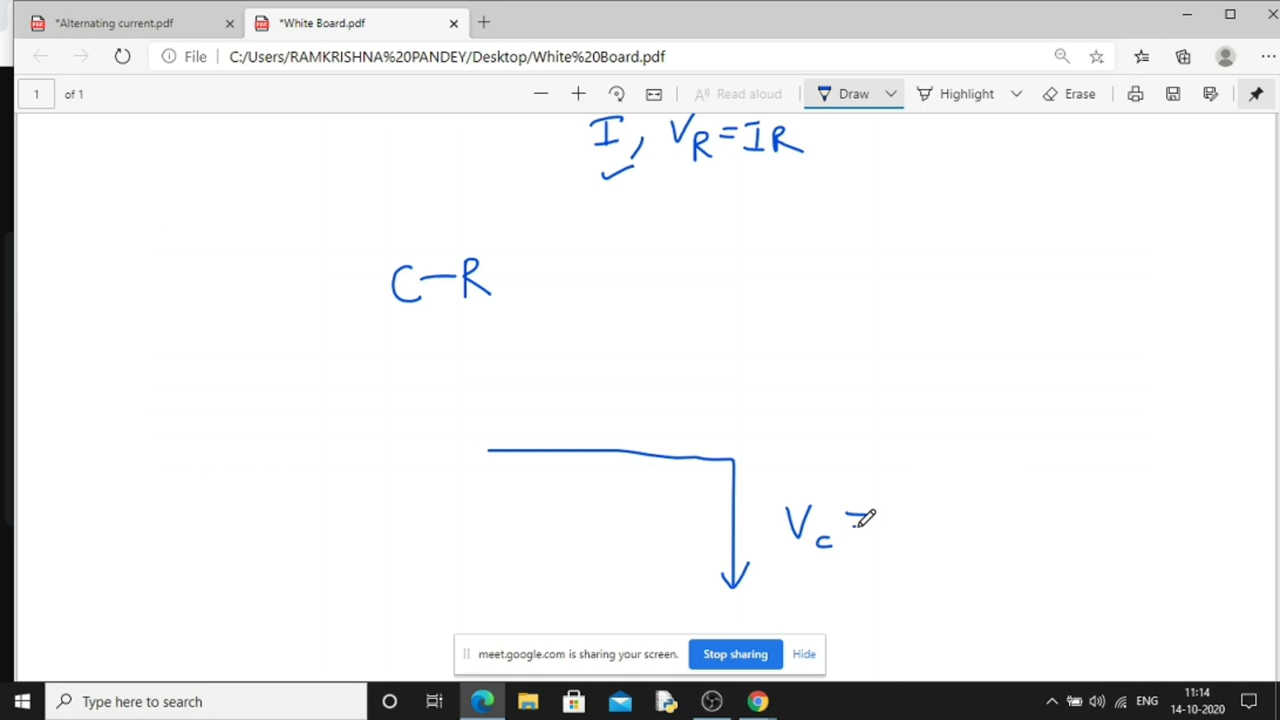 *Alternating current.pdf
*White Board.pdf
File C:/Users/RAMKRISHNA%20PANDEY/Desktop/White%20Board.pdf
1 of 1 Read aloud Draw Highlight Erase
I, V_R = IR
C—R
V_c =
meet.google.com is sharing your screen. Stop sharing Hide
Type here to search
ENG
11:14
14-10-2020